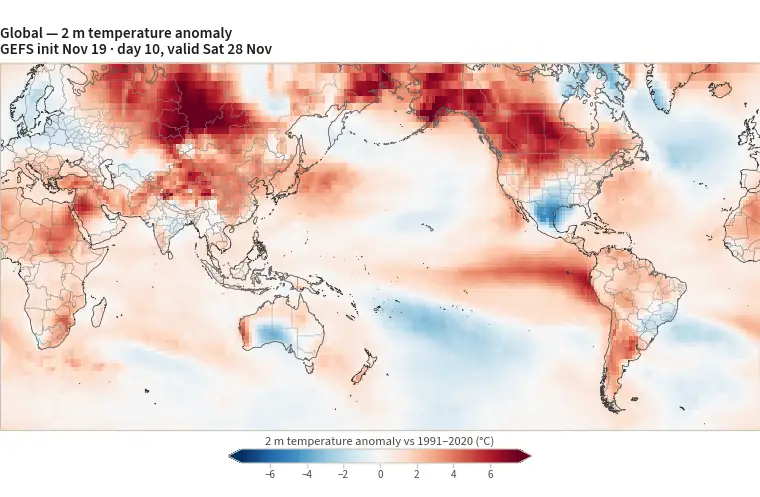 Global — 2 m temperature anomaly
GEFS init Nov 19 · day 10, valid Sat 28 Nov
2 m temperature anomaly vs 1991–2020 (°C)
−6 −4 −2 0 2 4 6